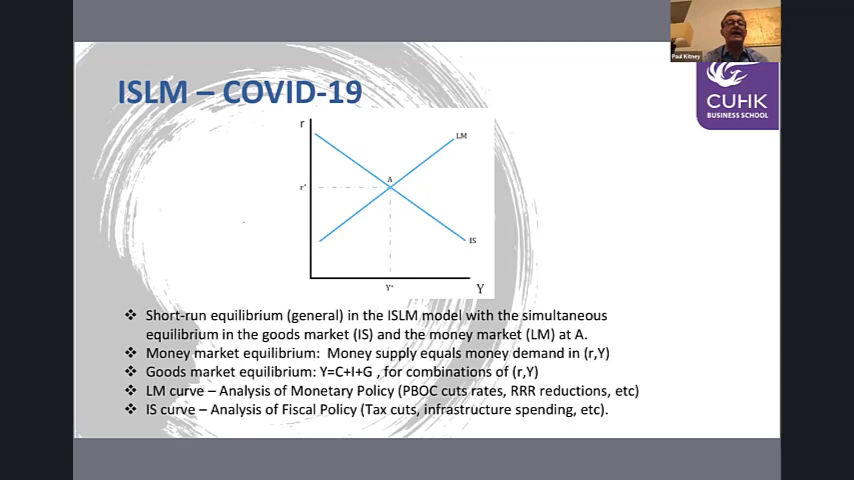 Paul Kitney
CUHK
BUSINESS SCHOOL
ISLM – COVID-19
r
LM
A
r*
IS
Y*
Y
❖ Short-run equilibrium (general) in the ISLM model with the simultaneous
equilibrium in the goods market (IS) and the money market (LM) at A.
❖ Money market equilibrium: Money supply equals money demand in (r,Y)
❖ Goods market equilibrium: Y=C+I+G , for combinations of (r,Y)
❖ LM curve – Analysis of Monetary Policy (PBOC cuts rates, RRR reductions, etc)
❖ IS curve – Analysis of Fiscal Policy (Tax cuts, infrastructure spending, etc).